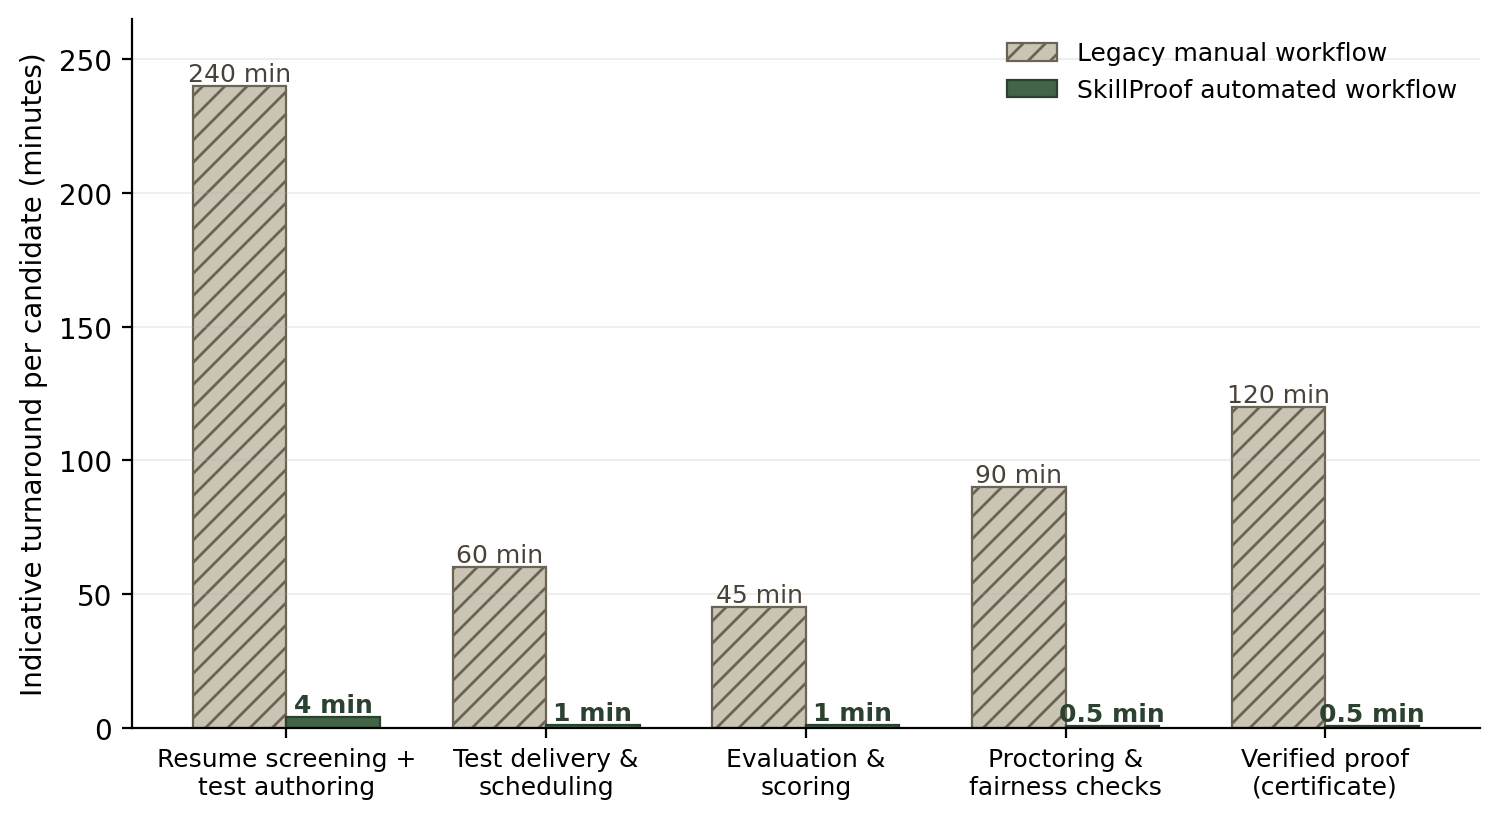 Indicative turnaround per candidate (minutes)
250
200
150
100
50
0
Legacy manual workflow
SkillProof automated workflow
240 min
4 min
60 min
1 min
45 min
1 min
90 min
0.5 min
120 min
0.5 min
Resume screening +
test authoring
Test delivery &
scheduling
Evaluation &
scoring
Proctoring &
fairness checks
Verified proof
(certificate)